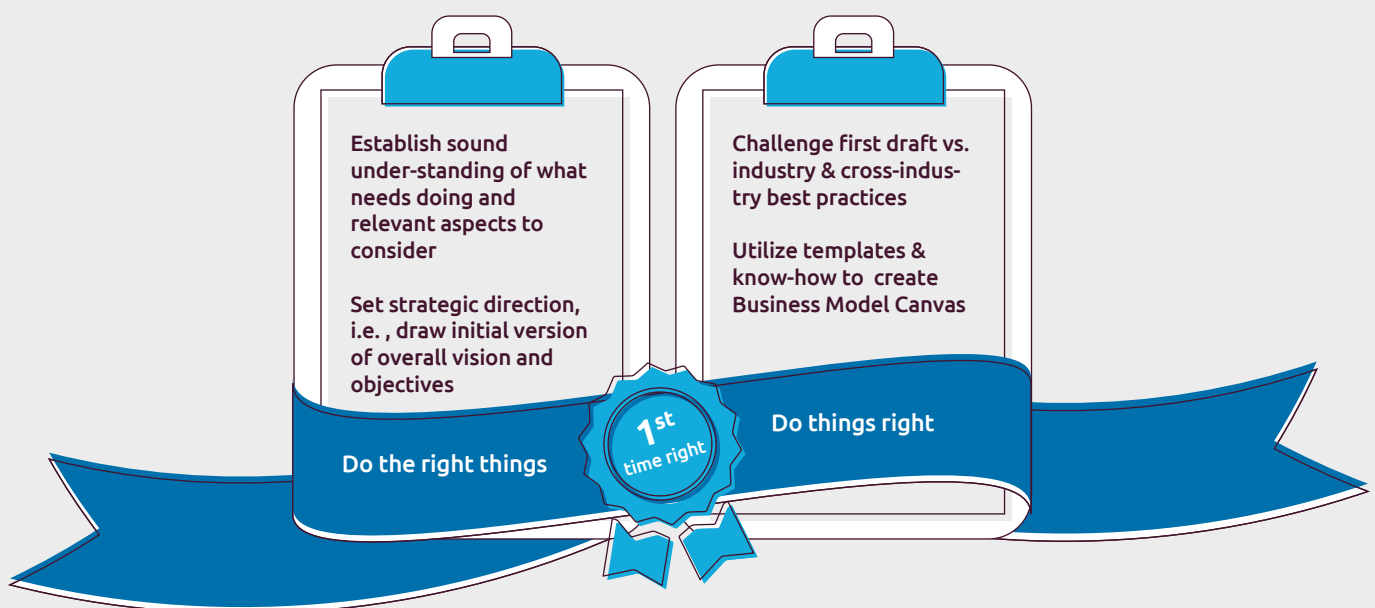 Establish sound
under-standing of what
needs doing and
relevant aspects to
consider
Set strategic direction,
i.e. , draw initial version
of overall vision and
objectives
Challenge first draft vs.
industry & cross-indus-
try best practices
Utilize templates &
know-how to  create
Business Model Canvas
Do the right things
1st
time right
Do things right